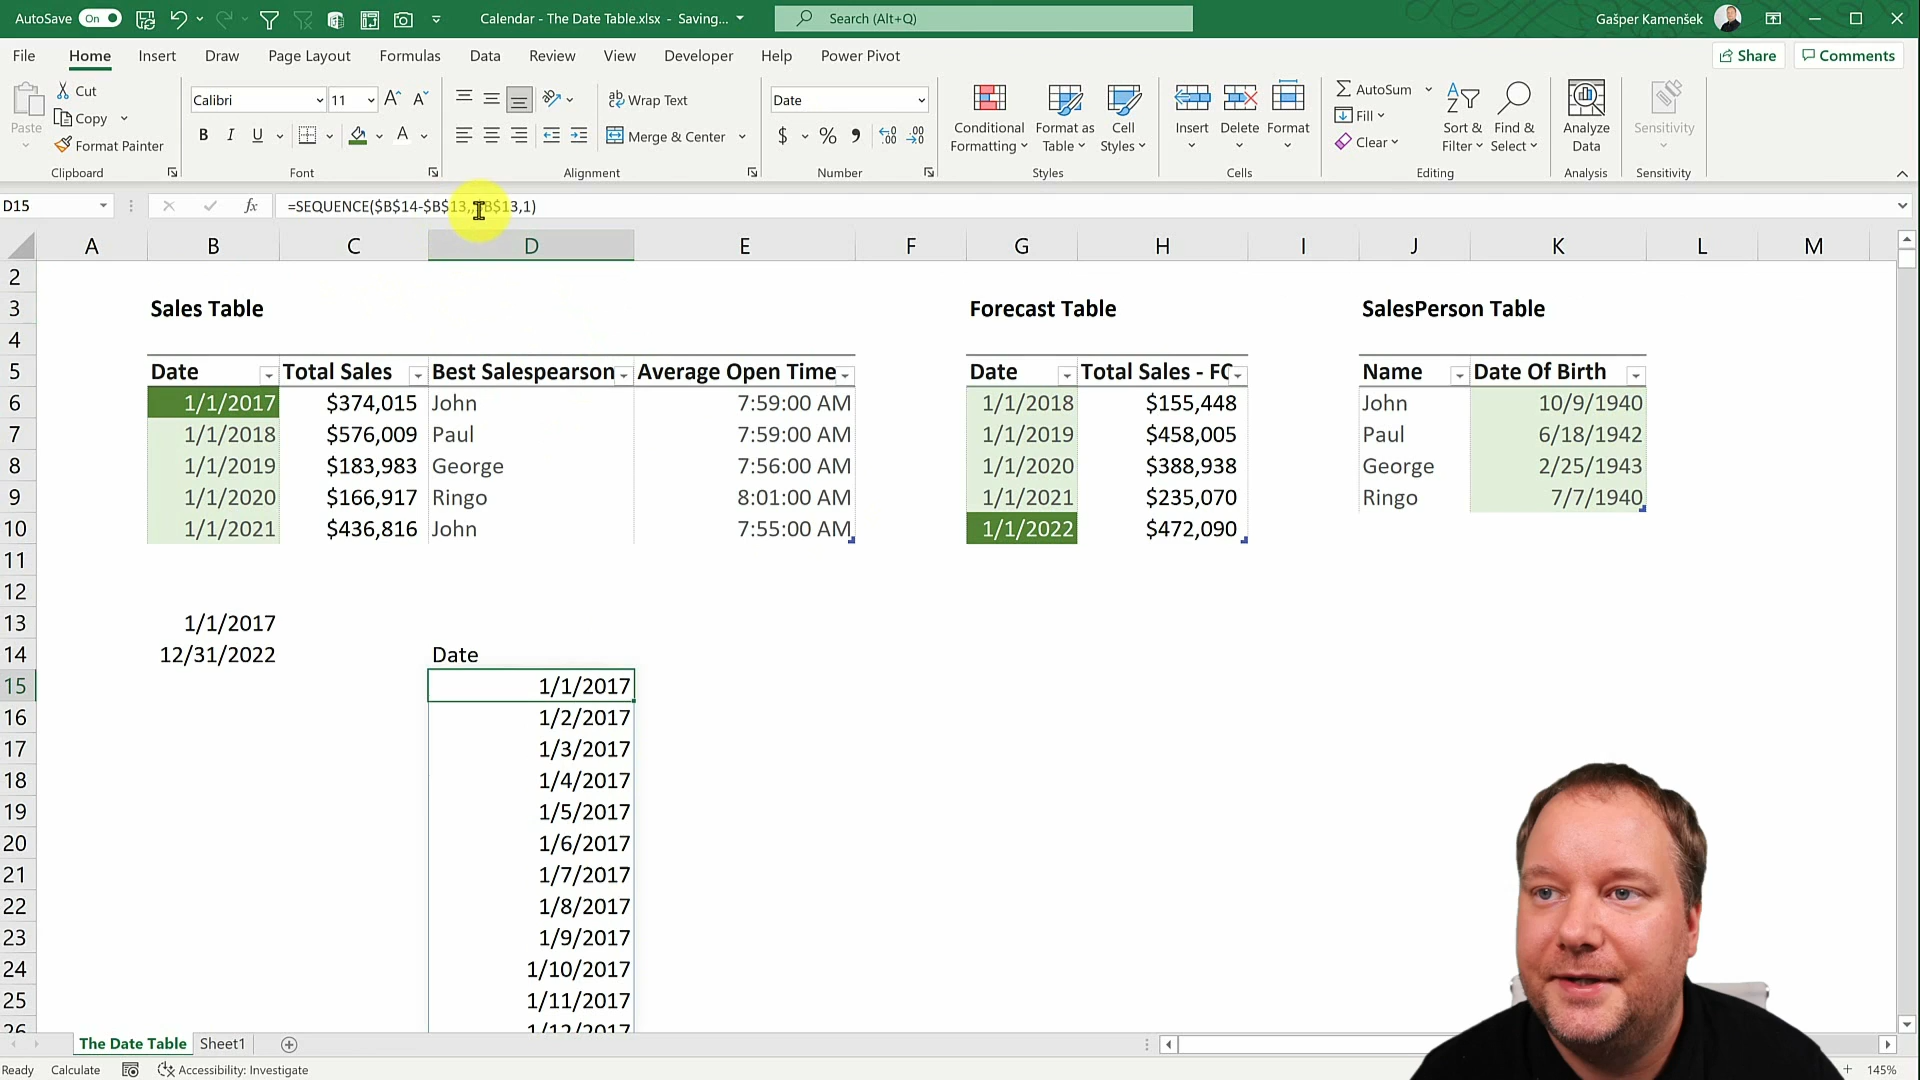 AutoSave On Calendar - The Date Table.xlsx - Saving... Search (Alt+Q) Gašper Kamenšek
File Home Insert Draw Page Layout Formulas Data Review View Developer Help Power Pivot Share Comments
Paste Cut Copy Format Painter
Calibri 11
B I U A
ab Wrap Text
Merge & Center
Date
$ %
Conditional Formatting Format as Table Cell Styles
Insert Delete Format
AutoSum Fill Clear
Sort & Filter Find & Select
Analyze Data
Sensitivity
Clipboard Font Alignment Number Styles Cells Editing Analysis Sensitivity
D15 fx =SEQUENCE($B$14-$B$13,,$B$13,1)
A B C D E F G H I J K L M
2
3 Sales Table Forecast Table SalesPerson Table
4
5 Date Total Sales Best Salespearson Average Open Time Date Total Sales - FC Name Date Of Birth
6 1/1/2017 $374,015 John 7:59:00 AM 1/1/2018 $155,448 John 10/9/1940
7 1/1/2018 $576,009 Paul 7:59:00 AM 1/1/2019 $458,005 Paul 6/18/1942
8 1/1/2019 $183,983 George 7:56:00 AM 1/1/2020 $388,938 George 2/25/1943
9 1/1/2020 $166,917 Ringo 8:01:00 AM 1/1/2021 $235,070 Ringo 7/7/1940
10 1/1/2021 $436,816 John 7:55:00 AM 1/1/2022 $472,090
11
12
13 1/1/2017
14 12/31/2022 Date
15 1/1/2017
16 1/2/2017
17 1/3/2017
18 1/4/2017
19 1/5/2017
20 1/6/2017
21 1/7/2017
22 1/8/2017
23 1/9/2017
24 1/10/2017
25 1/11/2017
26 1/12/2017
The Date Table Sheet1
Ready Calculate Accessibility: Investigate 145%